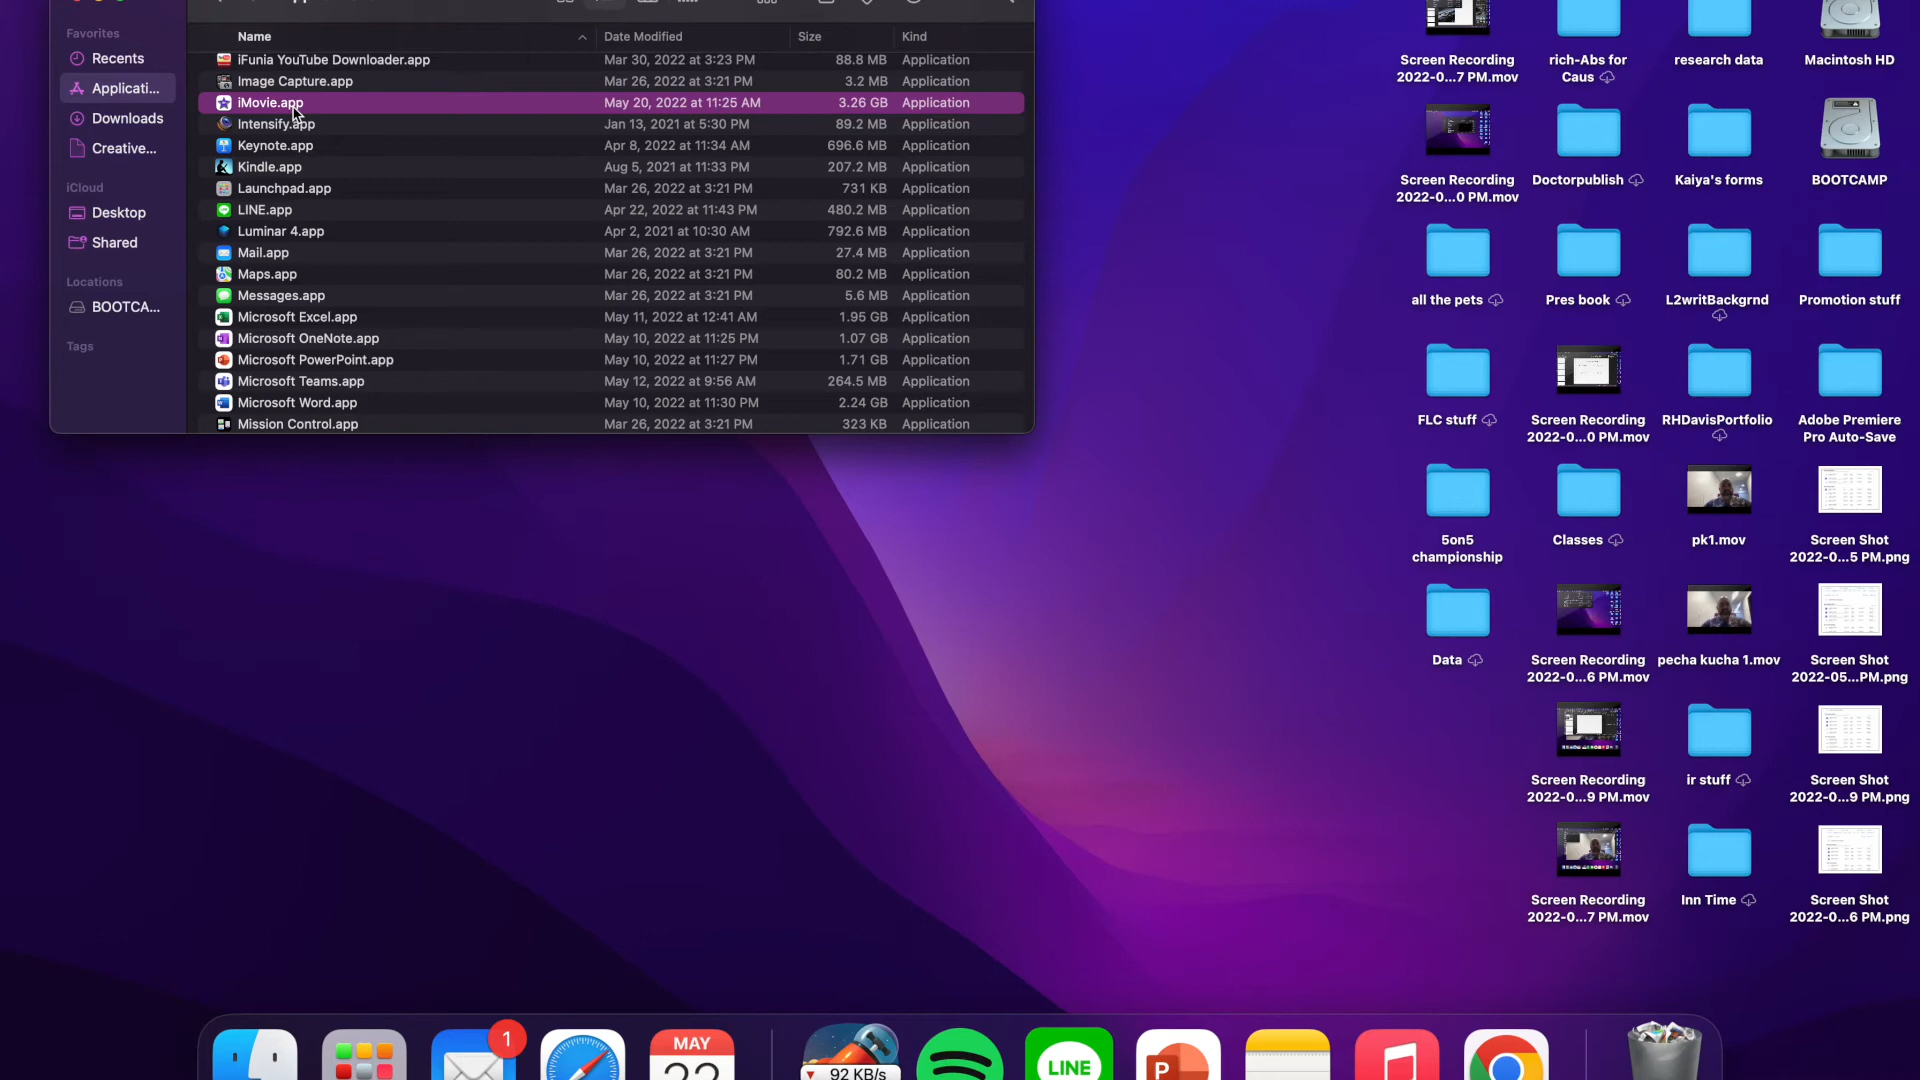 Favorites
Recents
Applicati...
Downloads
Creative...
iCloud
Desktop
Shared
Locations
BOOTCA...
Tags
Name Date Modified Size Kind
iFunia YouTube Downloader.app Mar 30, 2022 at 3:23 PM 88.8 MB Application
Image Capture.app Mar 26, 2022 at 3:21 PM 3.2 MB Application
iMovie.app May 20, 2022 at 11:25 AM 3.26 GB Application
Intensify.app Jan 13, 2021 at 5:30 PM 89.2 MB Application
Keynote.app Apr 8, 2022 at 11:34 AM 696.6 MB Application
Kindle.app Aug 5, 2021 at 11:33 PM 207.2 MB Application
Launchpad.app Mar 26, 2022 at 3:21 PM 731 KB Application
LINE.app Apr 22, 2022 at 11:43 PM 480.2 MB Application
Luminar 4.app Apr 2, 2021 at 10:30 AM 792.6 MB Application
Mail.app Mar 26, 2022 at 3:21 PM 27.4 MB Application
Maps.app Mar 26, 2022 at 3:21 PM 80.2 MB Application
Messages.app Mar 26, 2022 at 3:21 PM 5.6 MB Application
Microsoft Excel.app May 11, 2022 at 12:41 AM 1.95 GB Application
Microsoft OneNote.app May 10, 2022 at 11:25 PM 1.07 GB Application
Microsoft PowerPoint.app May 10, 2022 at 11:27 PM 1.71 GB Application
Microsoft Teams.app May 12, 2022 at 9:56 AM 264.5 MB Application
Microsoft Word.app May 10, 2022 at 11:30 PM 2.24 GB Application
Mission Control.app Mar 26, 2022 at 3:21 PM 323 KB Application
Screen Recording
2022-0...7 PM.mov
rich-Abs for
Caus
research data
Macintosh HD
Screen Recording
2022-0...0 PM.mov
Doctorpublish
Kaiya's forms
BOOTCAMP
all the pets
Pres book
L2writBackgrnd
Promotion stuff
FLC stuff
Screen Recording
2022-0...0 PM.mov
RHDavisPortfolio
Adobe Premiere
Pro Auto-Save
5on5
championship
Classes
pk1.mov
Screen Shot
2022-0...5 PM.png
Data
Screen Recording
2022-0...6 PM.mov
pecha kucha 1.mov
Screen Shot
2022-05...PM.png
Screen Recording
2022-0...9 PM.mov
ir stuff
Screen Shot
2022-0...9 PM.png
Screen Recording
2022-0...7 PM.mov
Inn Time
Screen Shot
2022-0...6 PM.png
1
MAY
22
92 KB/s
LINE
P